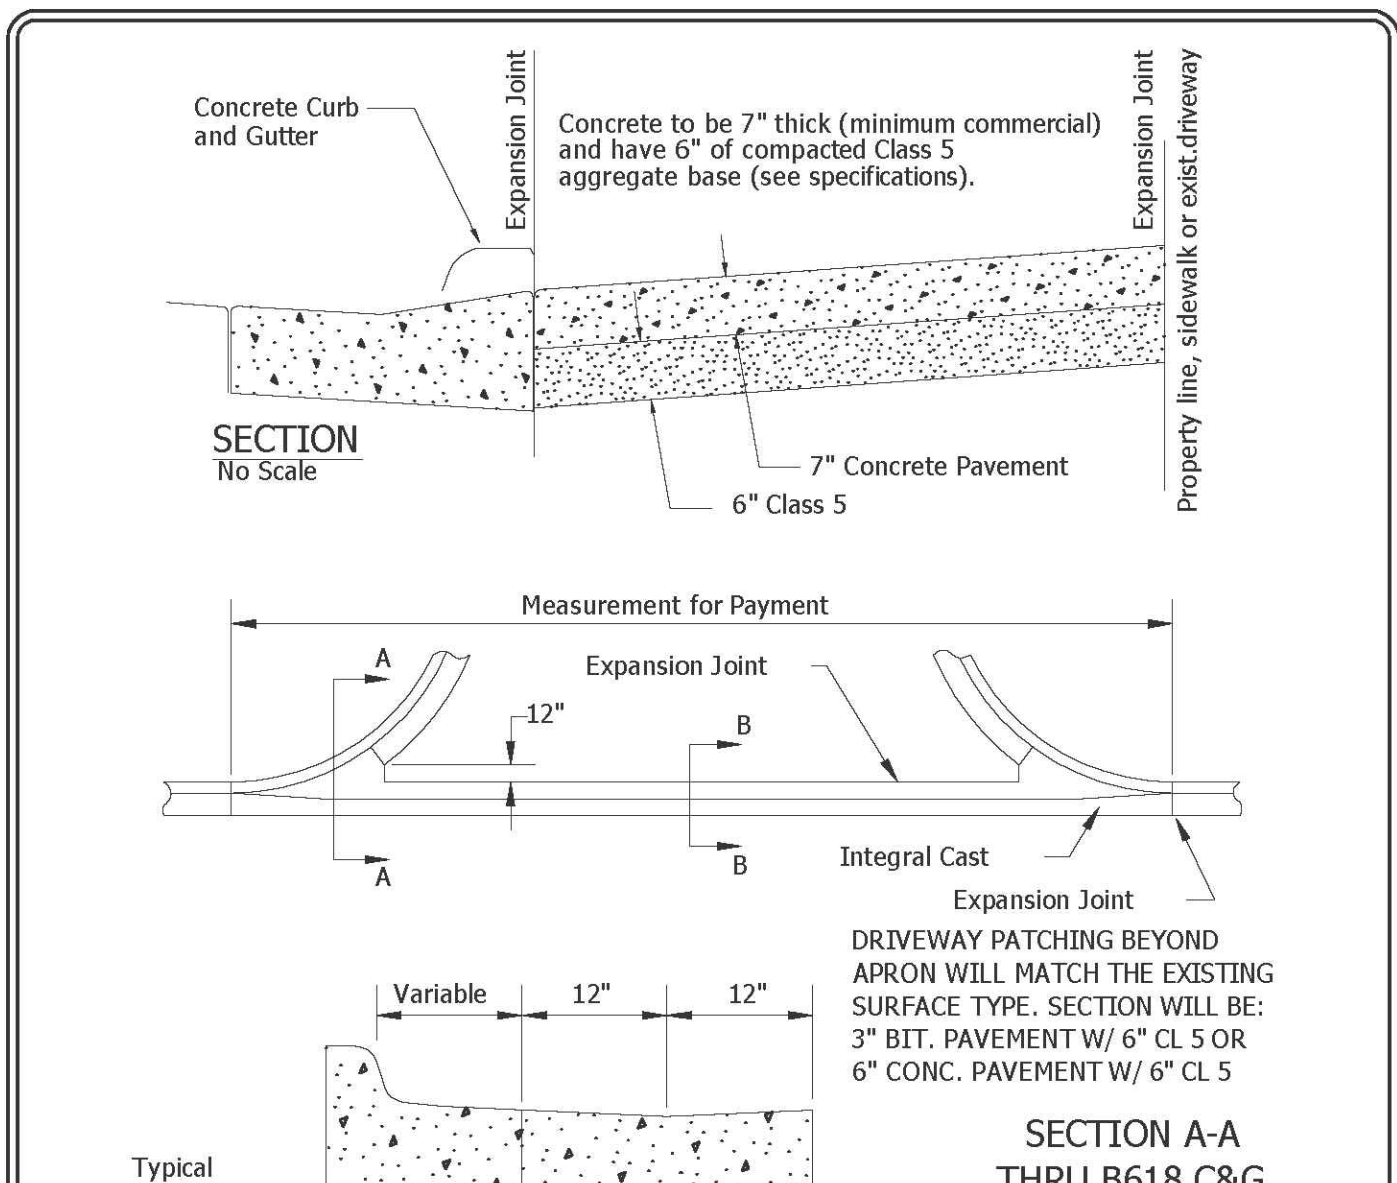 Concrete Curb
and Gutter
Expansion Joint
Concrete to be 7" thick (minimum commercial)
and have 6" of compacted Class 5
aggregate base (see specifications).
Expansion Joint
Property line, sidewalk or exist.driveway
SECTION
No Scale
7" Concrete Pavement
6" Class 5
Measurement for Payment
A
Expansion Joint
12"
B
A
B
Integral Cast
Expansion Joint
DRIVEWAY PATCHING BEYOND
APRON WILL MATCH THE EXISTING
SURFACE TYPE. SECTION WILL BE:
3" BIT. PAVEMENT W/ 6" CL 5 OR
6" CONC. PAVEMENT W/ 6" CL 5
Variable
12"
12"
SECTION A-A
THRU B618 C&G
Typical